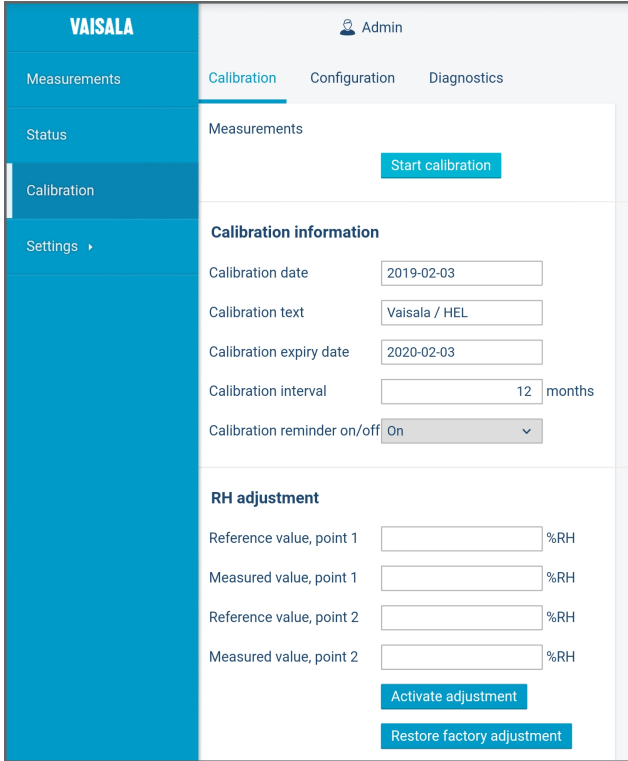 VAISALA
Admin
Measurements
Status
Calibration
Settings
Calibration Configuration Diagnostics
Measurements
Start calibration
Calibration information
Calibration date 2019-02-03
Calibration text Vaisala / HEL
Calibration expiry date 2020-02-03
Calibration interval 12 months
Calibration reminder on/off On
RH adjustment
Reference value, point 1 %RH
Measured value, point 1 %RH
Reference value, point 2 %RH
Measured value, point 2 %RH
Activate adjustment
Restore factory adjustment